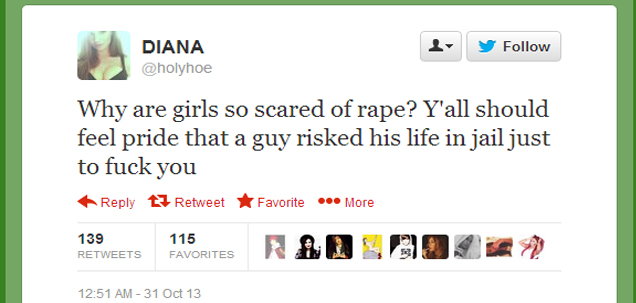 DIANA
@holyhoe
Follow
Why are girls so scared of rape? Y'all should
feel pride that a guy risked his life in jail just
to fuck you
Reply Retweet Favorite More
139 115
RETWEETS FAVORITES
12:51 AM - 31 Oct 13